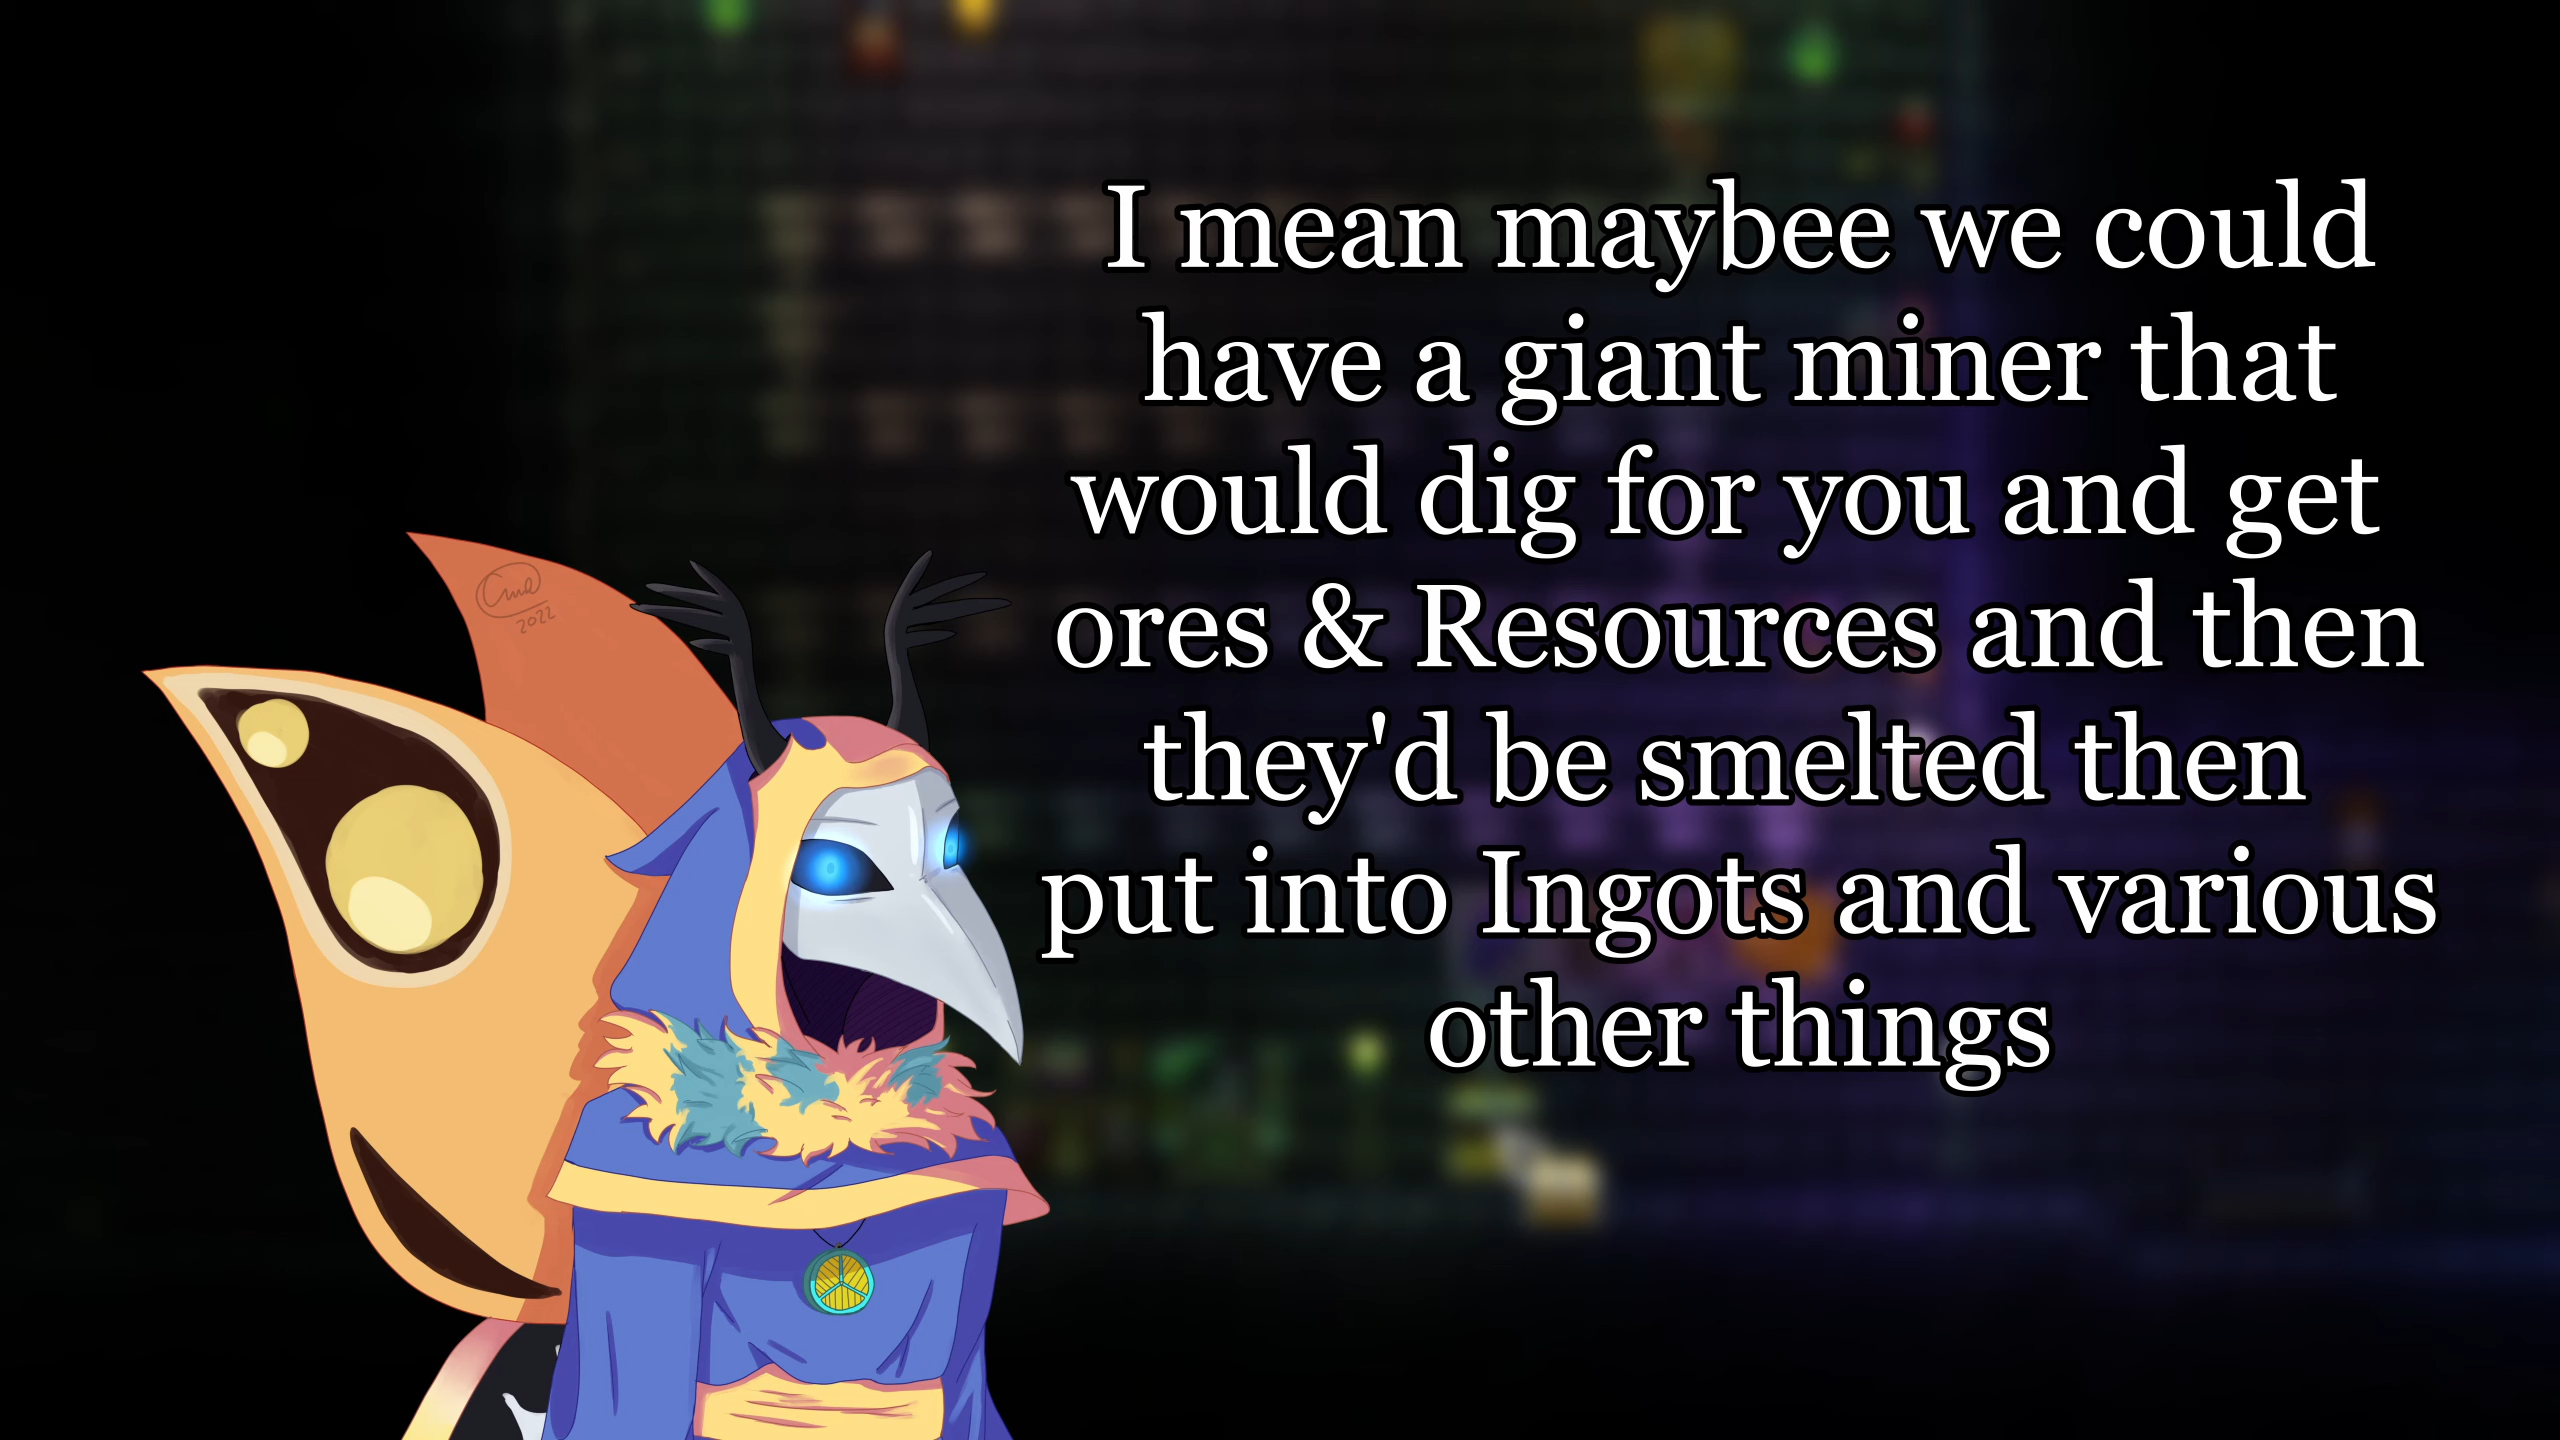 I mean maybee we could
have a giant miner that
would dig for you and get
ores & Resources and then
they'd be smelted then
put into Ingots and various
other things
2022